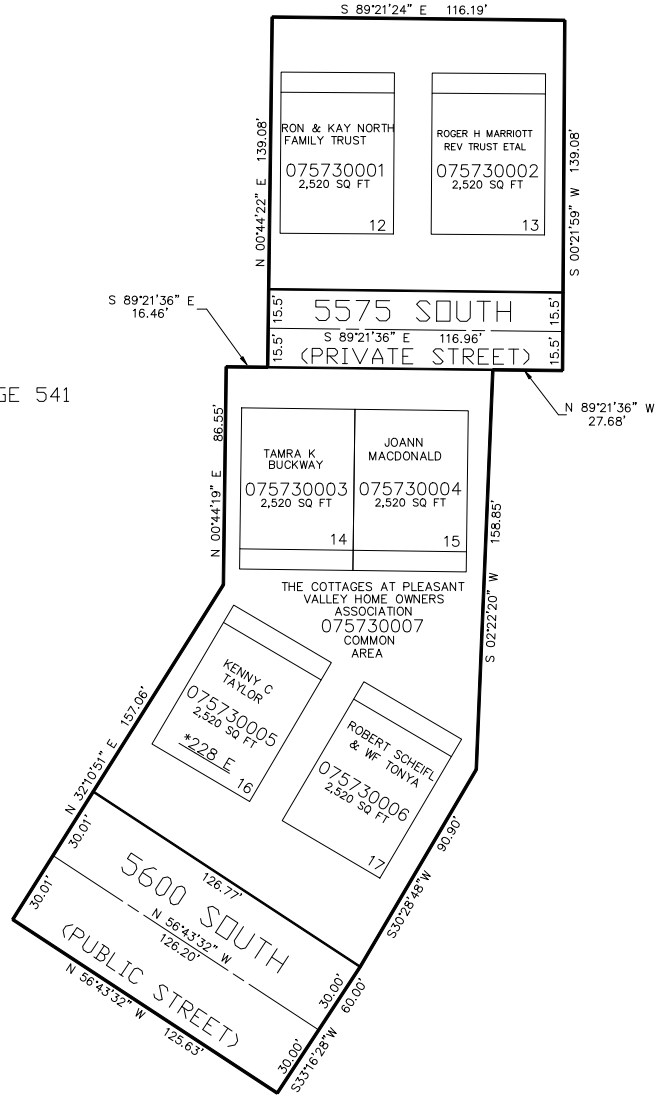 S 89°21'24" E 116.19'
N 00°44'22" E 139.08'
RON & KAY NORTH
FAMILY TRUST
075730001
2,520 SQ FT
12
ROGER H MARRIOTT
REV TRUST ETAL
075730002
2,520 SQ FT
13
S 00°21'59" W 139.08'
S 89°21'36" E
16.46'
15.5'
5575 SOUTH
15.5'
15.5'
S 89°21'36" E 116.96'
(PRIVATE STREET)
15.5'
N 89°21'36" W
27.68'
GE 541
N 00°44'19" E 86.55'
TAMRA K
BUCKWAY
075730003
2,520 SQ FT
14
JOANN
MACDONALD
075730004
2,520 SQ FT
15
S 02°22'20" W 158.85'
THE COTTAGES AT PLEASANT
VALLEY HOME OWNERS
ASSOCIATION
075730007
COMMON
AREA
N 32°10'51" E 157.06'
KENNY C
TAYLOR
075730005
2,520 SQ FT
*228 E
16
ROBERT SCHEIFL
& WF TONYA
075730006
2,520 SQ FT
17
S30°28'48"W 90.90'
30.01'
30.01'
126.77'
5600 SOUTH
N 56°43'32" W
126.20'
(PUBLIC STREET)
N 56°43'32" W 125.63'
30.00'
30.00'
S33°16'28"W 60.00'